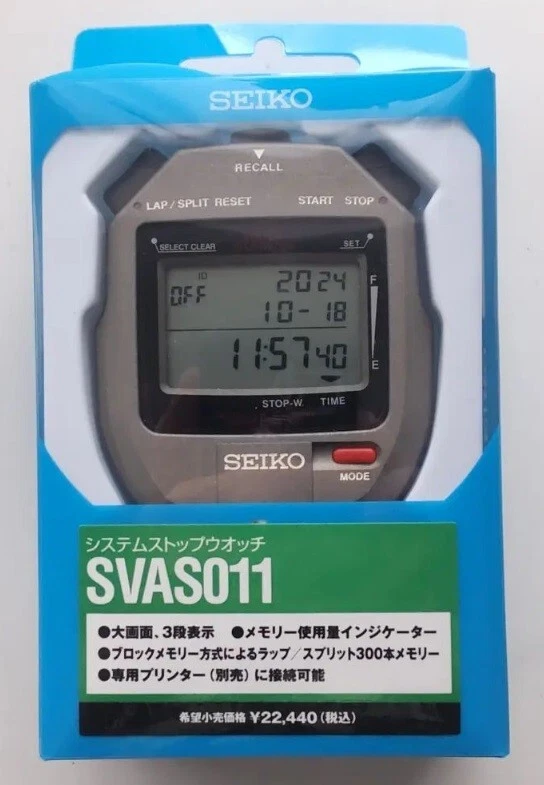 SEIKO
RECALL
LAP/SPLIT RESET START STOP
SELECT CLEAR SET
ID 2024 F
OFF 10-18
11:57 40
E
STOP-W. TIME
SEIKO
MODE
システムストップウオッチ
SVAS011
●大画面、3段表示 ●メモリー使用量インジケーター
●ブロックメモリー方式によるラップ/スプリット300本メモリー
●専用プリンター(別売)に接続可能
希望小売価格 ¥22,440(税込)